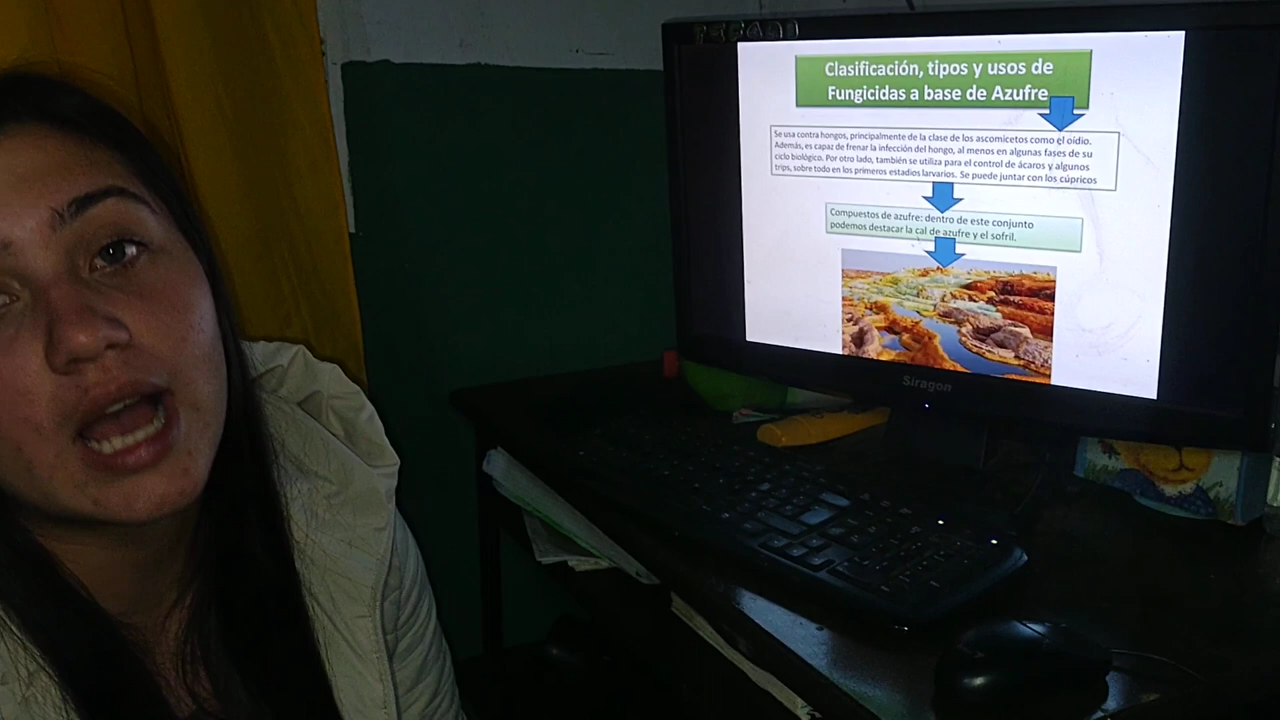 Clasificación, tipos y usos de
Fungicidas a base de Azufre
Se usa contra hongos, principalmente de la clase de los ascomicetos como el oídio.
Además, es capaz de frenar la infección del hongo, al menos en algunas fases de su
ciclo biológico. Por otro lado, también se utiliza para el control de ácaros y algunos
trips, sobre todo en los primeros estadios larvarios. Se puede juntar con los cúpricos
Compuestos de azufre: dentro de este conjunto
podemos destacar la cal de azufre y el sofril.
Siragon